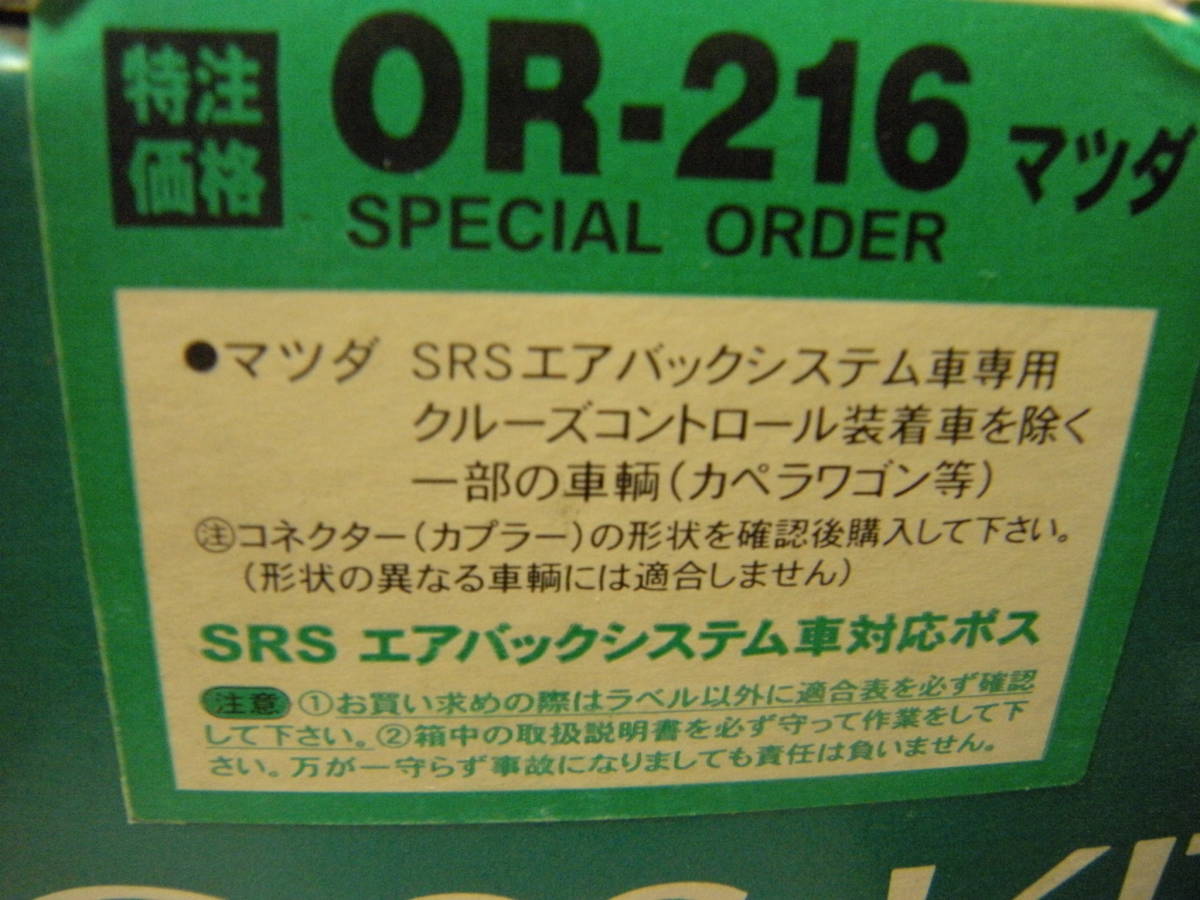 特注
価格
OR-216 マツダ
SPECIAL ORDER
●マツダ SRSエアバックシステム車専用
クルーズコントロール装着車を除く
一部の車輌(カペラワゴン等)
㊟コネクター(カプラー)の形状を確認後購入して下さい。
(形状の異なる車輌には適合しません)
SRS エアバックシステム車対応ボス
注意 ①お買い求めの際はラベル以外に適合表を必ず確認
して下さい。②箱中の取扱説明書を必ず守って作業をして下
さい。万が一守らず事故になりましても責任は負いません。